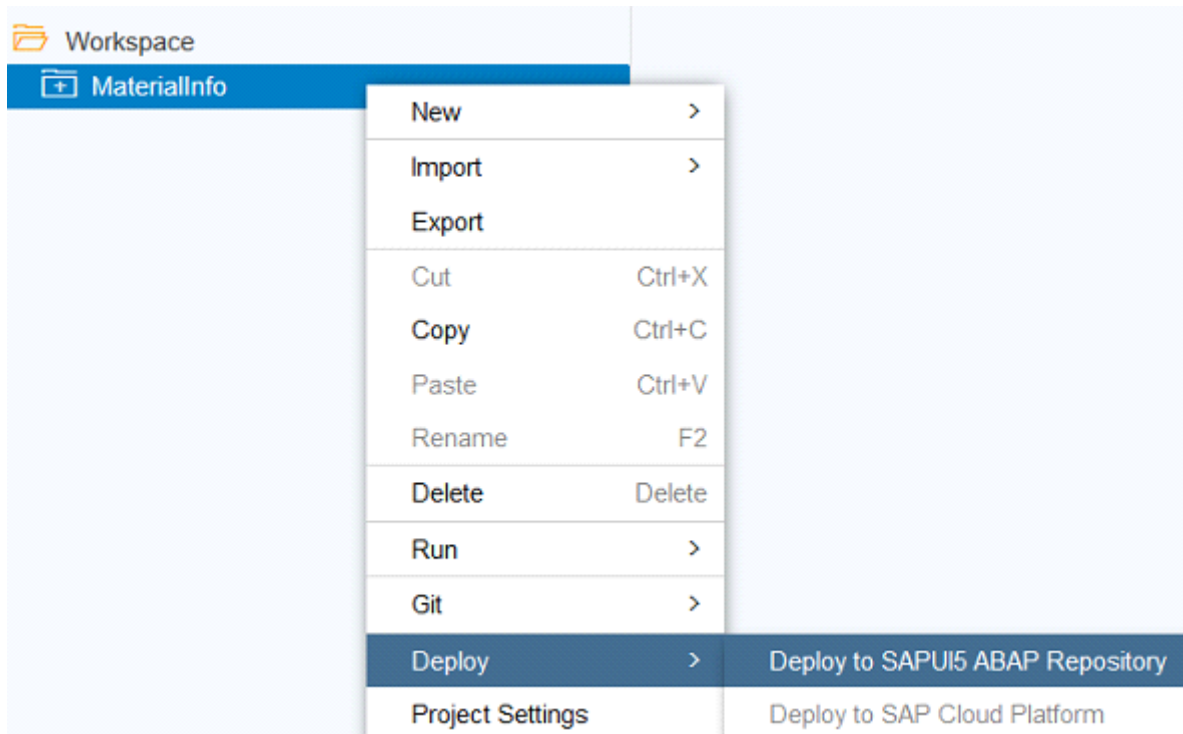 Workspace
MaterialInfo
New >
Import >
Export
Cut Ctrl+X
Copy Ctrl+C
Paste Ctrl+V
Rename F2
Delete Delete
Run >
Git >
Deploy > Deploy to SAPUI5 ABAP Repository
Project Settings Deploy to SAP Cloud Platform